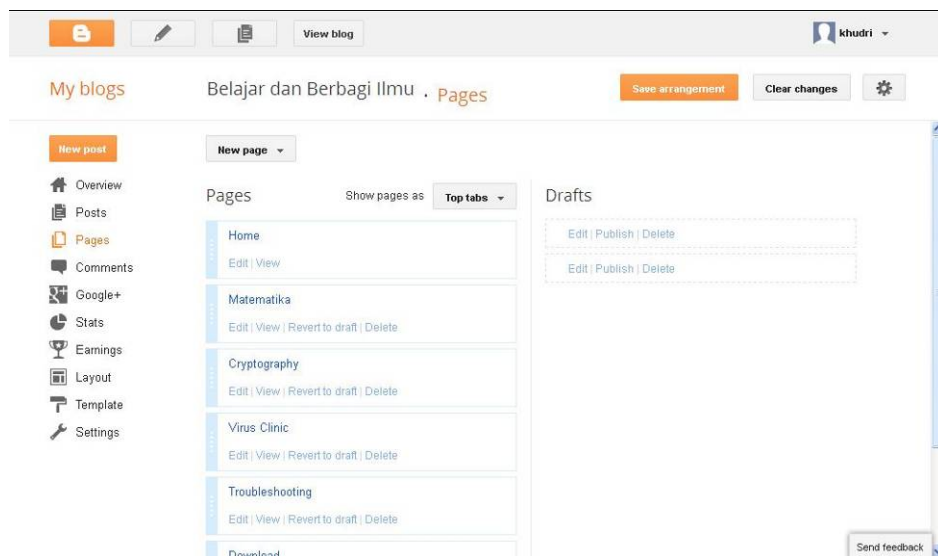 View blog
khudri
My blogs
Belajar dan Berbagi Ilmu . Pages
Save arrangement
Clear changes
New post
Overview
Posts
Pages
Comments
Google+
Stats
Earnings
Layout
Template
Settings
New page
Pages
Show pages as
Top tabs
Home
Edit | View
Matematika
Edit | View | Revert to draft | Delete
Cryptography
Edit | View | Revert to draft | Delete
Virus Clinic
Edit | View | Revert to draft | Delete
Troubleshooting
Edit | View | Revert to draft | Delete
Download
Drafts
Edit | Publish | Delete
Edit | Publish | Delete
Send feedback